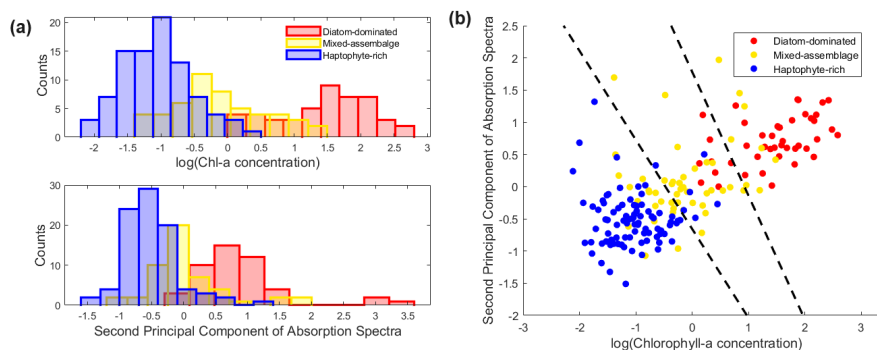 (a)
20
15
10
5
0
Counts
Diatom-dominated
Mixed-assembalge
Haptophyte-rich
-2 -1.5 -1 -0.5 0 0.5 1 1.5 2 2.5 3
log(Chl-a concentration)
30
20
10
0
Counts
-1.5 -1 -0.5 0 0.5 1 1.5 2 2.5 3 3.5
Second Principal Component of Absorption Spectra
(b)
2.5
2
1.5
1
0.5
0
-0.5
-1
-1.5
-2
Second Principal Component of Absorption Spectra
Diatom-dominated
Mixed-assemblage
Haptophyte-rich
-3 -2 -1 0 1 2 3
log(Chlorophyll-a concentration)